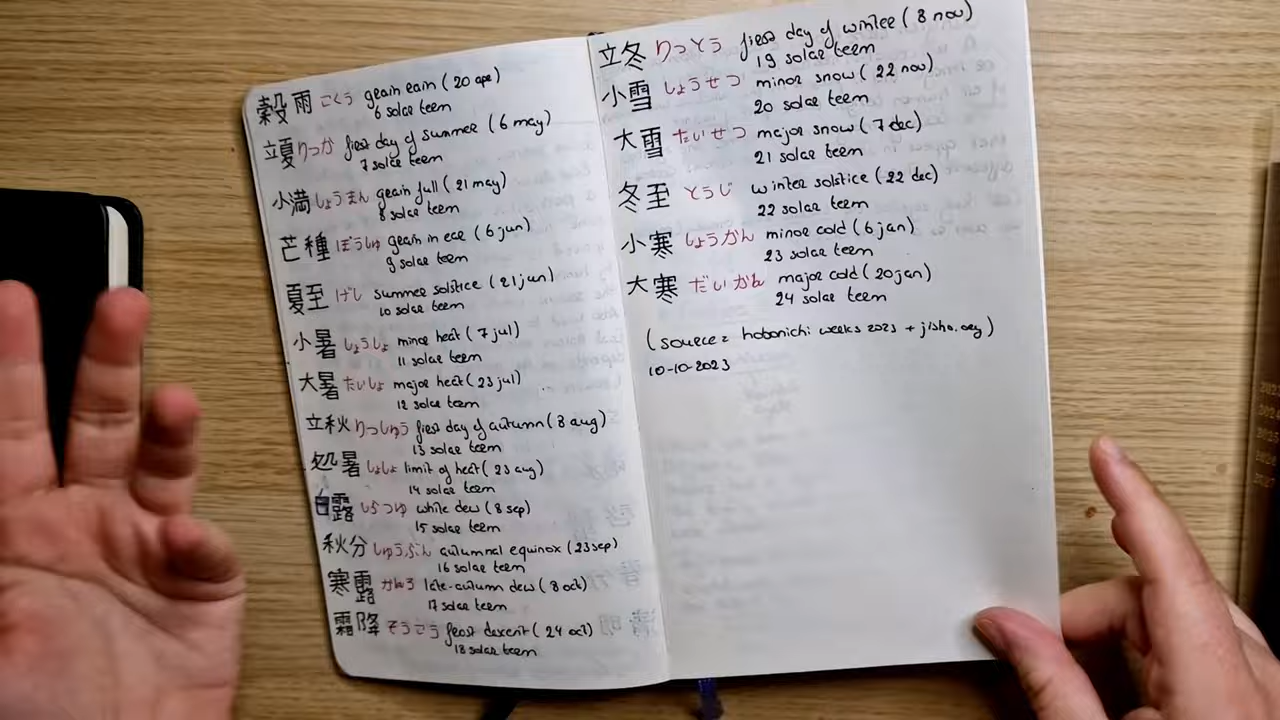 穀雨 こくう grain rain (20 apr)
6 solar term
立夏 りっか first day of summer (6 may)
7 solar term
小満 しょうまん grain full (21 may)
8 solar term
芒種 ぼうしゅ grain in ear (6 jun)
9 solar term
夏至 げし summer solstice (21 jun)
10 solar term
小暑 しょうしょ minor heat (7 jul)
11 solar term
大暑 たいしょ major heat (23 jul)
12 solar term
立秋 りっしゅう first day of autumn (8 aug)
13 solar term
処暑 しょしょ limit of heat (23 aug)
14 solar term
白露 しらつゆ white dew (8 sep)
15 solar term
秋分 しゅうぶん autumnal equinox (23 sep)
16 solar term
寒露 かんろ late-autumn dew (8 oct)
17 solar term
霜降 そうこう frost descent (24 oct)
18 solar term
立冬 りっとう first day of winter (8 nov)
19 solar term
小雪 しょうせつ minor snow (22 nov)
20 solar term
大雪 たいせつ major snow (7 dec)
21 solar term
冬至 とうじ winter solstice (22 dec)
22 solar term
小寒 しょうかん minor cold (6 jan)
23 solar term
大寒 だいかん major cold (20 jan)
24 solar term
(source = hobonichi weeks 2023 + jisho.org)
10-10-2023